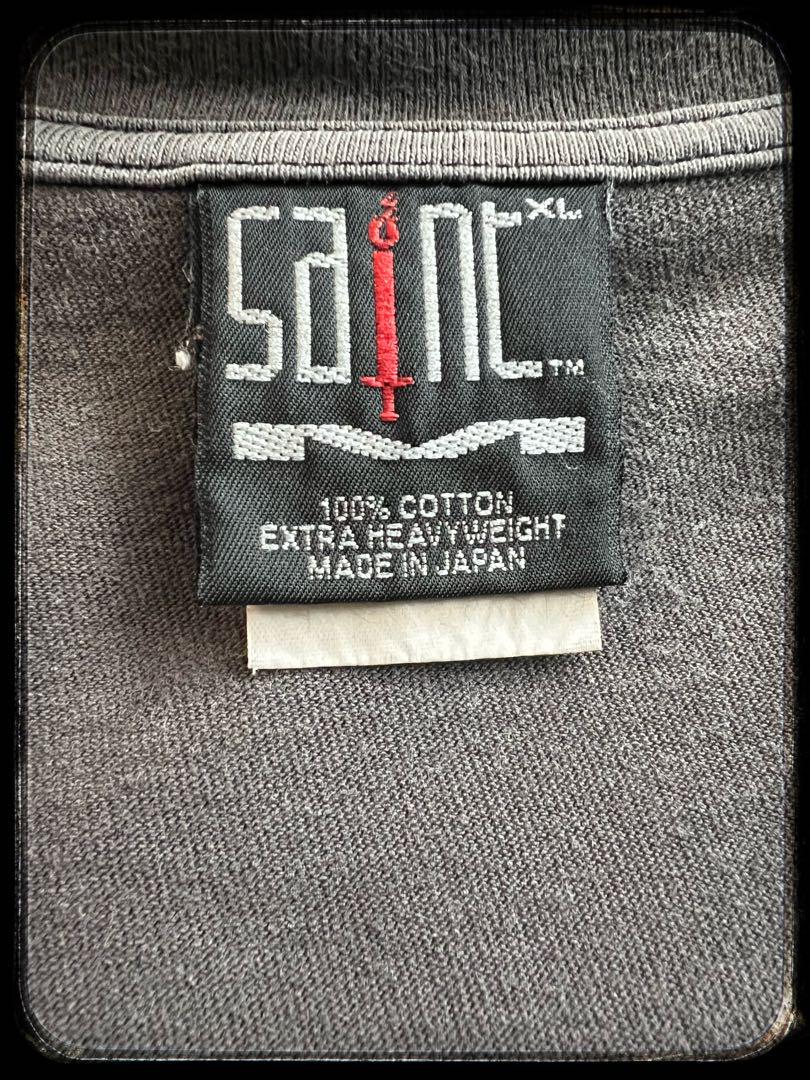 saint XL
TM
100% COTTON
EXTRA HEAVYWEIGHT
MADE IN JAPAN